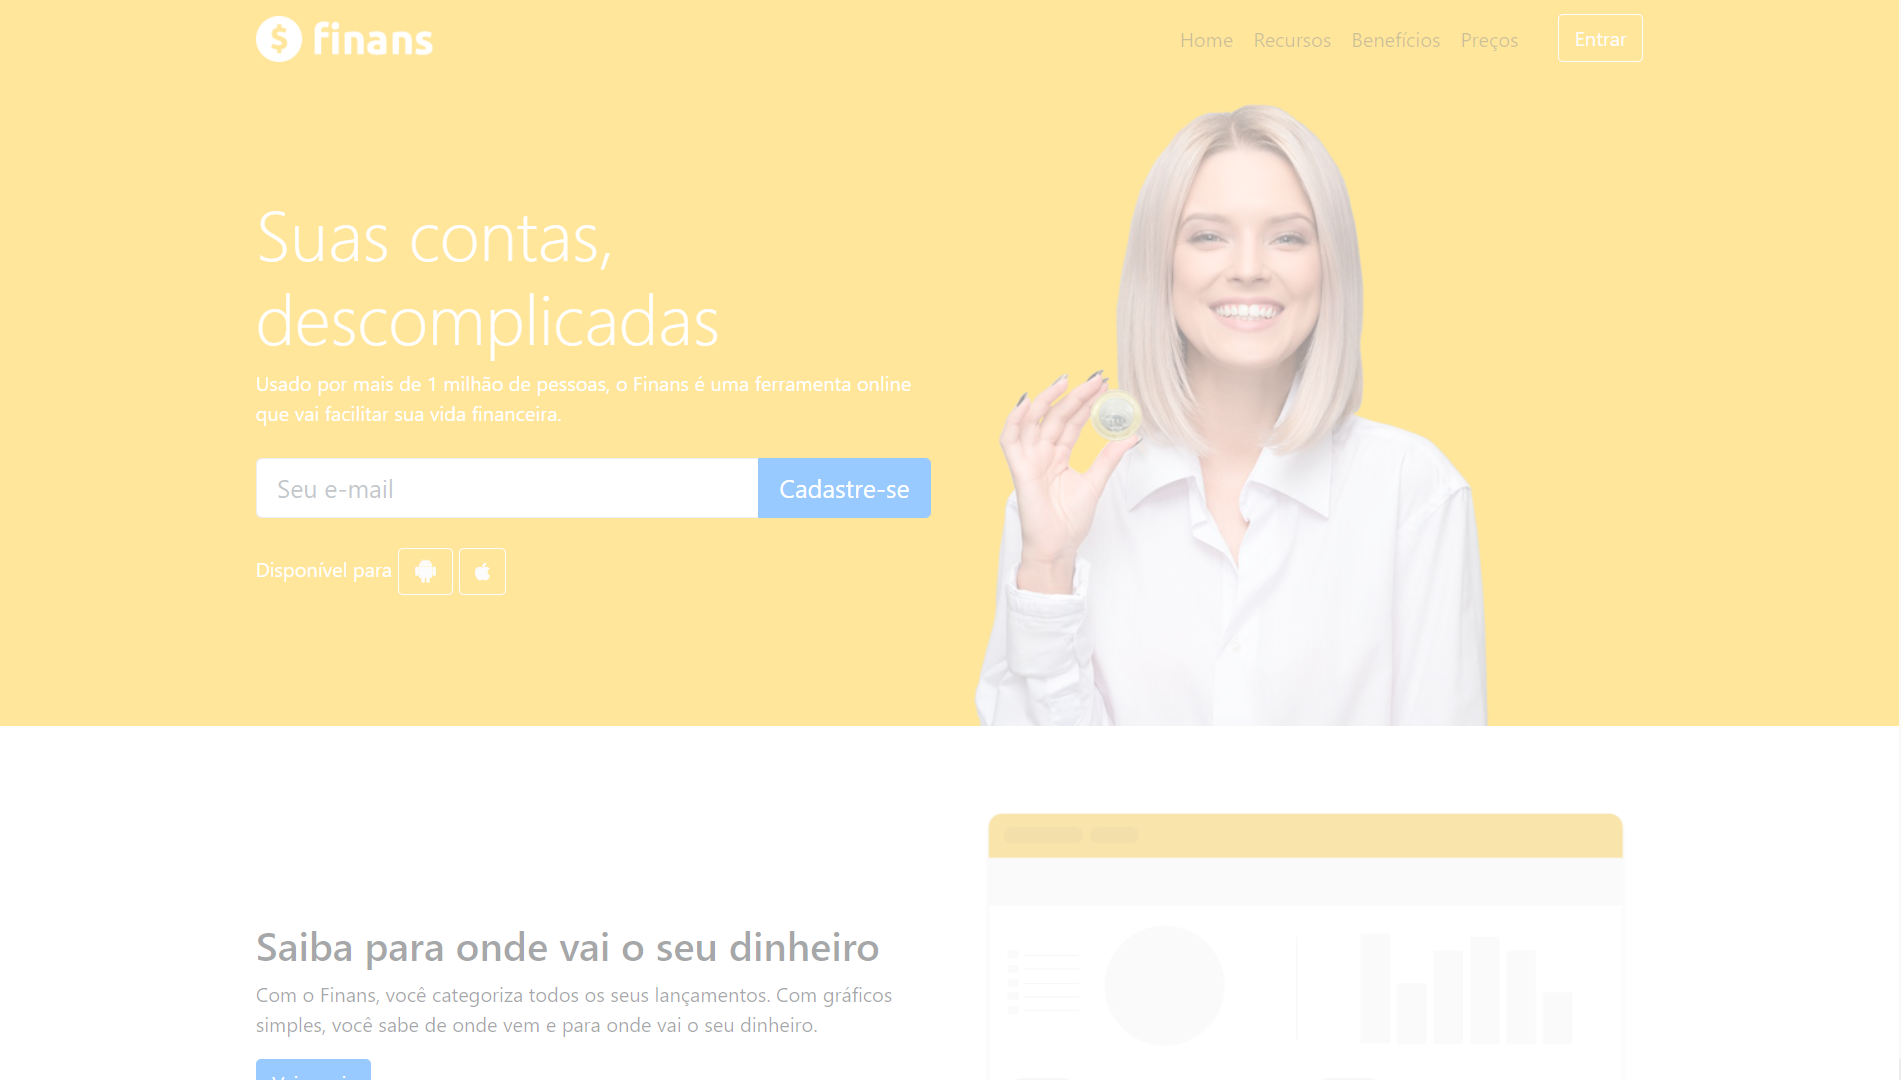 finans
Home Recursos Benefícios Preços Entrar
Suas contas,
descomplicadas
Usado por mais de 1 milhão de pessoas, o Finans é uma ferramenta online
que vai facilitar sua vida financeira.
Seu e-mail Cadastre-se
Disponível para
Saiba para onde vai o seu dinheiro
Com o Finans, você categoriza todos os seus lançamentos. Com gráficos
simples, você sabe de onde vem e para onde vai o seu dinheiro.